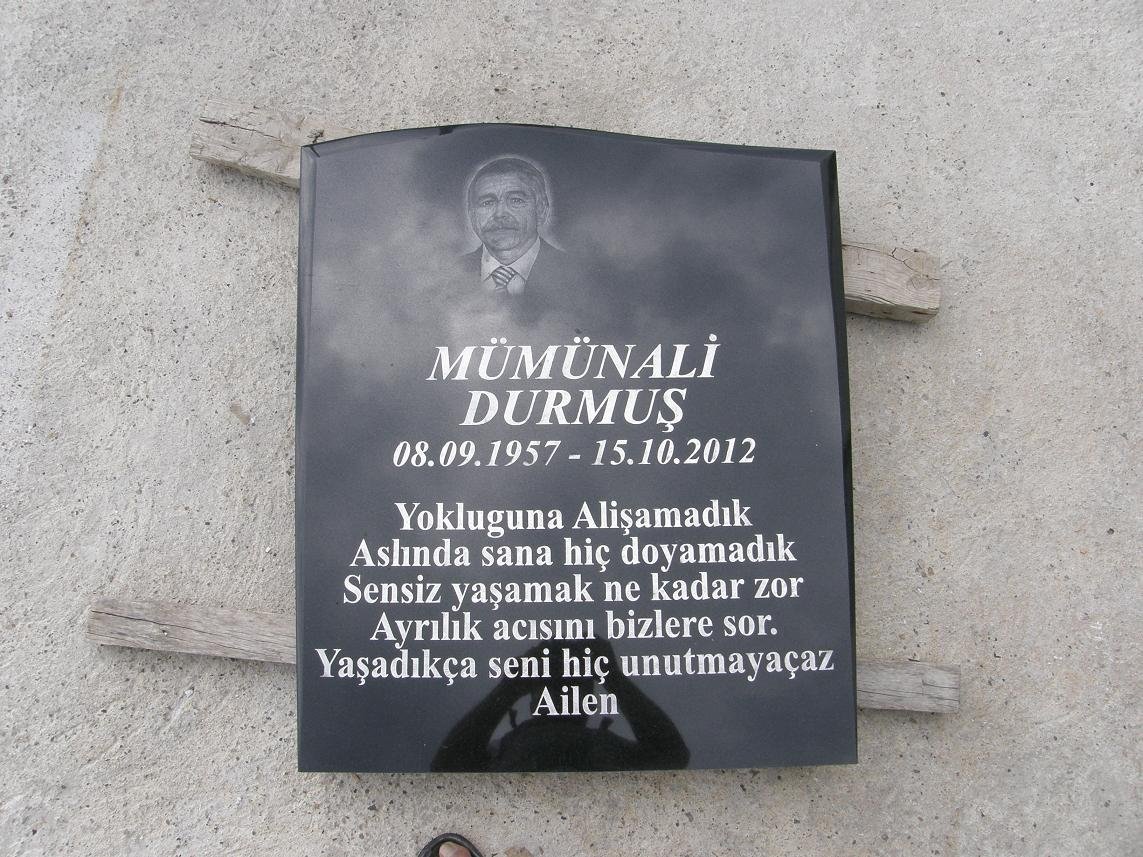 MÜMÜNALİ
DURMUŞ
08.09.1957 - 15.10.2012
Yokluguna Alişamadık
Aslında sana hiç doyamadık
Sensiz yaşamak ne kadar zor
Ayrılık acısını bizlere sor.
Yaşadıkça seni hiç unutmayaçaz
Ailen